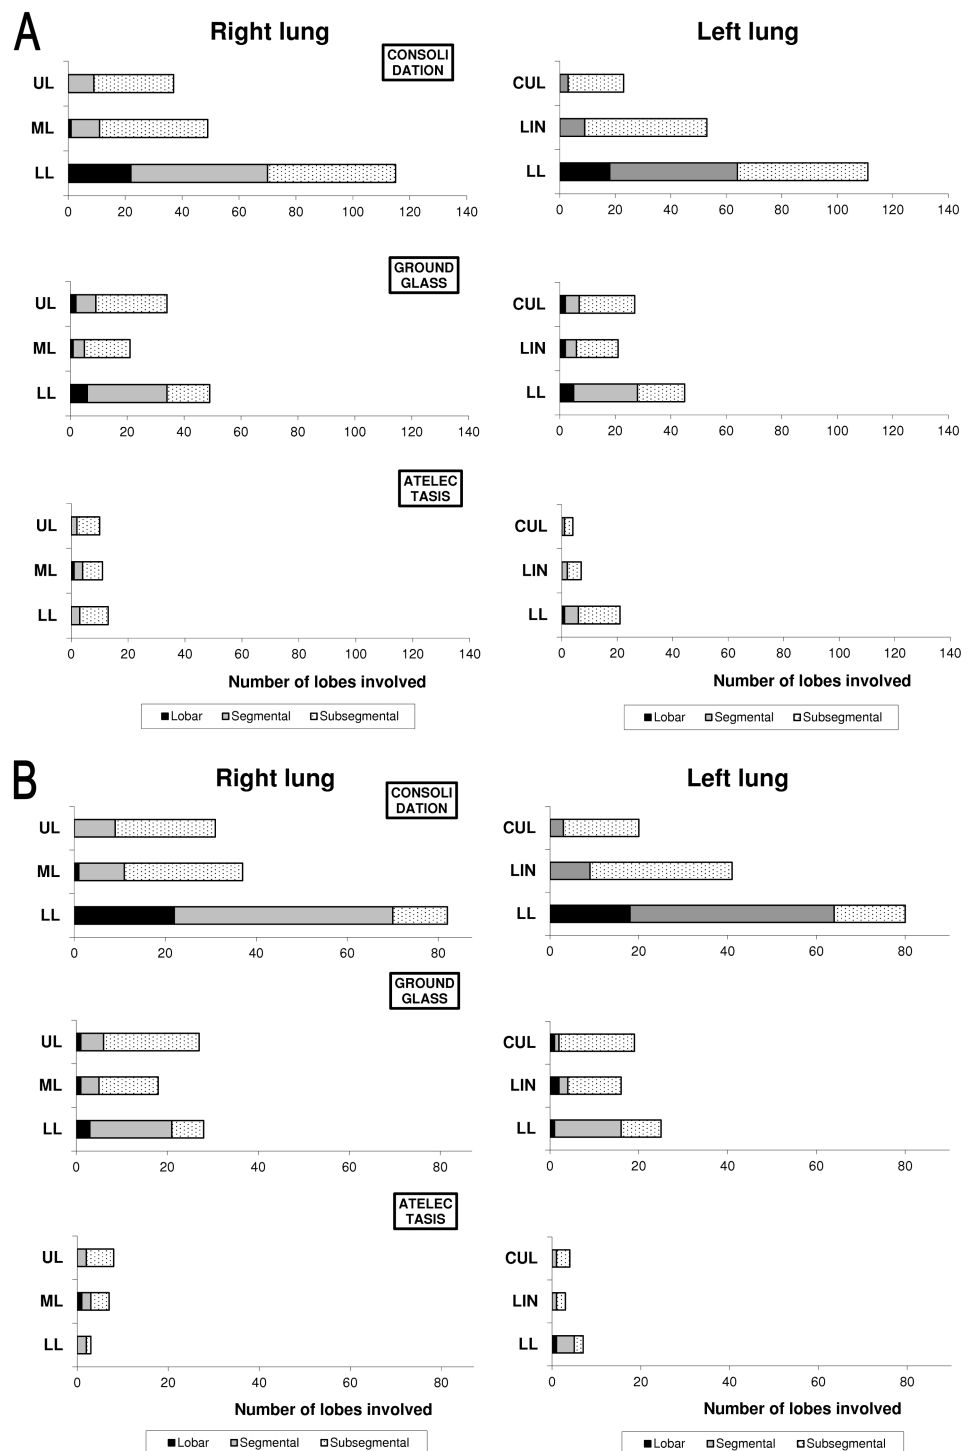 A
Right lung
Left lung
CONSOLI
DATION
UL
ML
LL
0 20 40 60 80 100 120 140
CUL
LIN
LL
0 20 40 60 80 100 120 140
GROUND
GLASS
UL
ML
LL
0 20 40 60 80 100 120 140
CUL
LIN
LL
0 20 40 60 80 100 120 140
ATELEC
TASIS
UL
ML
LL
0 20 40 60 80 100 120 140
Number of lobes involved
Lobar Segmental Subsegmental
CUL
LIN
LL
0 20 40 60 80 100 120 140
Number of lobes involved
Lobar Segmental Subsegmental
B
Right lung
Left lung
CONSOLI
DATION
UL
ML
LL
0 20 40 60 80
CUL
LIN
LL
0 20 40 60 80
GROUND
GLASS
UL
ML
LL
0 20 40 60 80
CUL
LIN
LL
0 20 40 60 80
ATELEC
TASIS
UL
ML
LL
0 20 40 60 80
Number of lobes involved
Lobar Segmental Subsegmental
CUL
LIN
LL
0 20 40 60 80
Number of lobes involved
Lobar Segmental Subsegmental